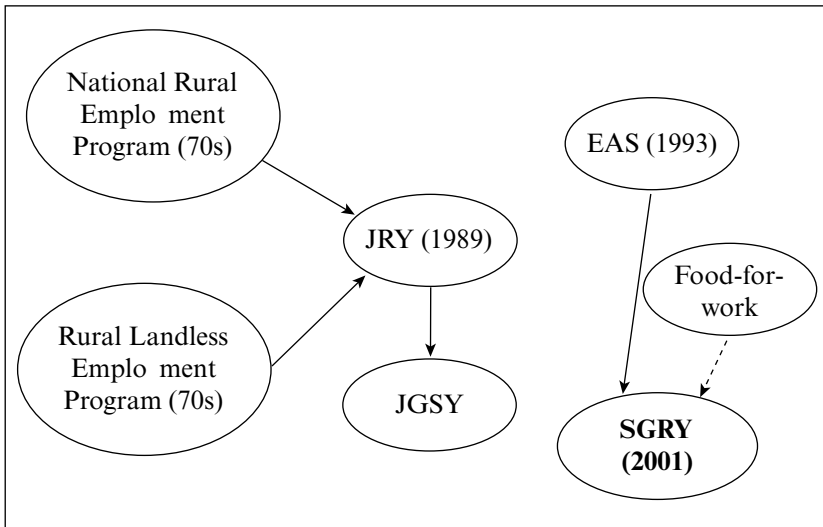 National Rural
Emplo ment
Program (70s)
EAS (1993)
JRY (1989)
Food-for-
work
Rural Landless
Emplo ment
Program (70s)
JGSY
SGRY
(2001)